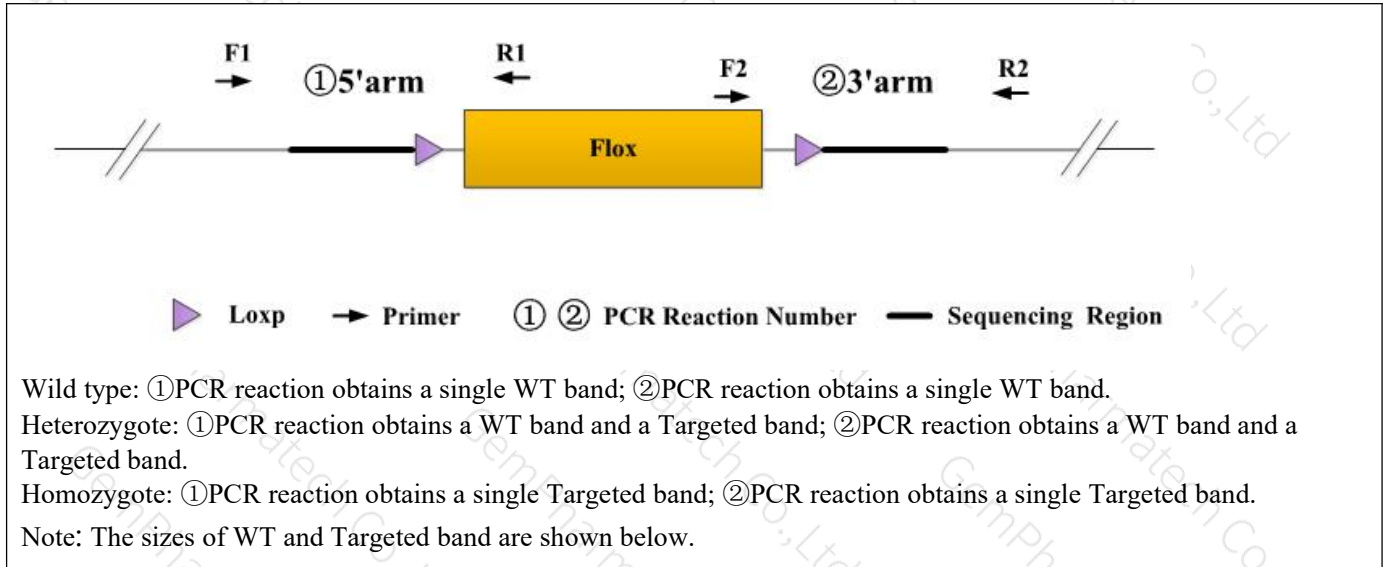 F1 ①5'arm R1 F2 ②3'arm R2
Flox
Loxp Primer ① ② PCR Reaction Number Sequencing Region
Wild type: ①PCR reaction obtains a single WT band; ②PCR reaction obtains a single WT band.
Heterozygote: ①PCR reaction obtains a WT band and a Targeted band; ②PCR reaction obtains a WT band and a
Targeted band.
Homozygote: ①PCR reaction obtains a single Targeted band; ②PCR reaction obtains a single Targeted band.
Note: The sizes of WT and Targeted band are shown below.